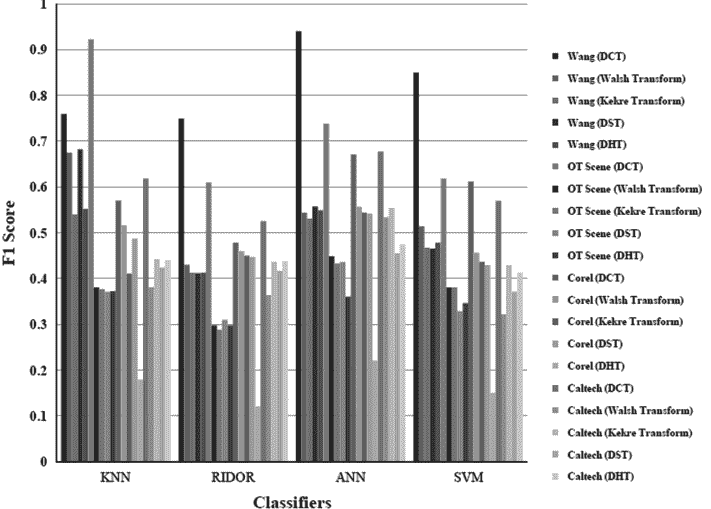 1
0.9
0.8
0.7
0.6
0.5
0.4
0.3
0.2
0.1
0
F1 Score
KNN RIDOR ANN SVM
Classifiers
Wang (DCT)
Wang (Walsh Transform)
Wang (Kekre Transform)
Wang (DST)
Wang (DHT)
OT Scene (DCT)
OT Scene (Walsh Transform)
OT Scene (Kekre Transform)
OT Scene (DST)
OT Scene (DHT)
Corel (DCT)
Corel (Walsh Transform)
Corel (Kekre Transform)
Corel (DST)
Corel (DHT)
Caltech (DCT)
Caltech (Walsh Transform)
Caltech (Kekre Transform)
Caltech (DST)
Caltech (DHT)